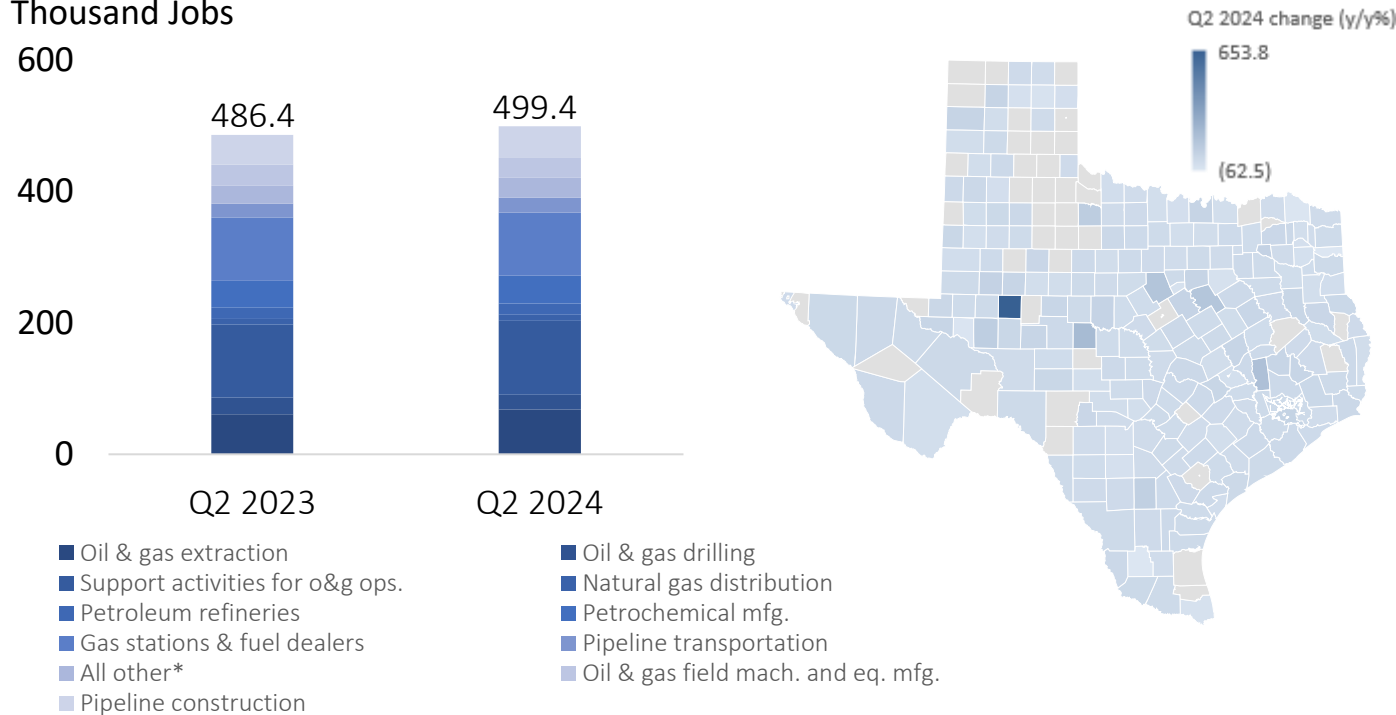 Thousand Jobs
600
400
200
0
486.4
499.4
Q2 2023
Q2 2024
Oil & gas extraction
Oil & gas drilling
Support activities for o&g ops.
Natural gas distribution
Petroleum refineries
Petrochemical mfg.
Gas stations & fuel dealers
Pipeline transportation
All other*
Oil & gas field mach. and eq. mfg.
Pipeline construction
Q2 2024 change (y/y%)
653.8
(62.5)